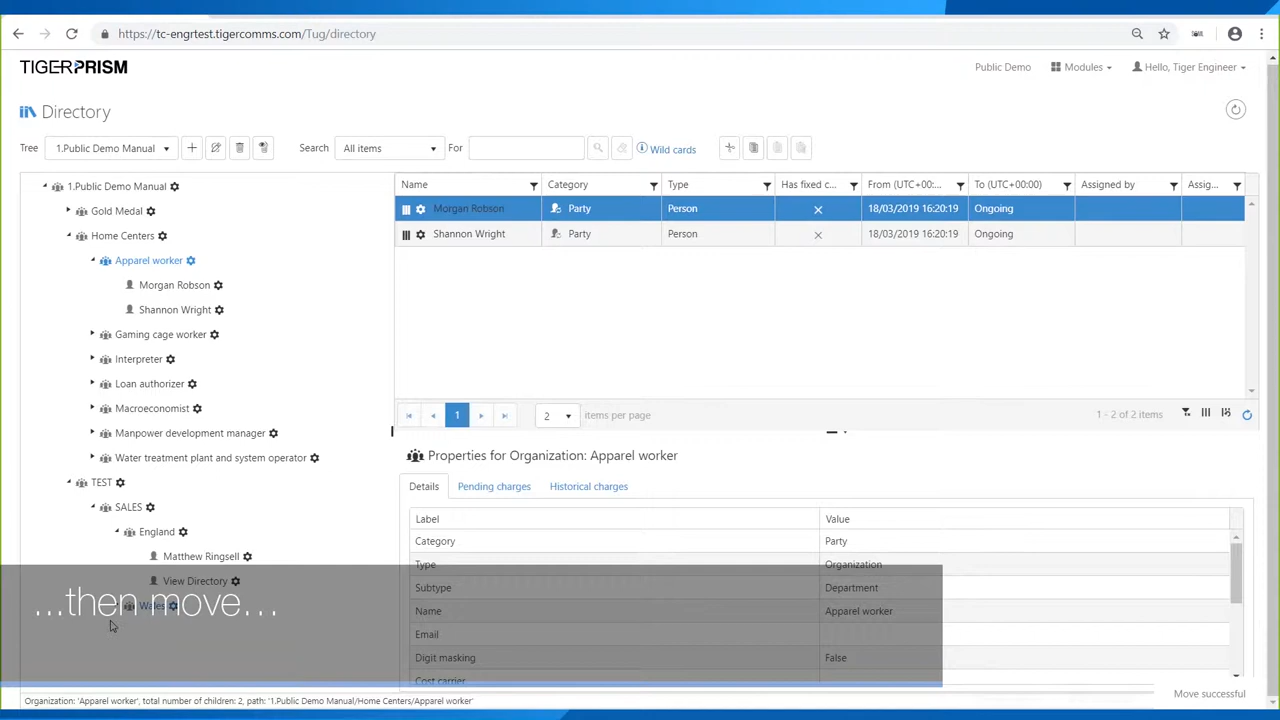 https://tc-engrtest.tigercomms.com/Tug/directory
TIGERPRISM
Public Demo
Modules
Hello, Tiger Engineer
Directory
Tree
1.Public Demo Manual
Search
All items
For
Wild cards
1.Public Demo Manual
Gold Medal
Home Centers
Apparel worker
Morgan Robson
Shannon Wright
Gaming cage worker
Interpreter
Loan authorizer
Macroeconomist
Manpower development manager
Water treatment plant and system operator
TEST
SALES
England
Matthew Ringsell
View Directory
Wales
Name Category Type Has fixed c... From (UTC+00:... To (UTC+00:00) Assigned by Assig...
Morgan Robson Party Person 18/03/2019 16:20:19 Ongoing
Shannon Wright Party Person 18/03/2019 16:20:19 Ongoing
1
2
items per page
1 - 2 of 2 items
Properties for Organization: Apparel worker
Details Pending charges Historical charges
Label Value
Category Party
Type Organization
Subtype Department
Name Apparel worker
Email
Digit masking False
Cost carrier
...then move...
Organization: 'Apparel worker', total number of children: 2, path: '1.Public Demo Manual/Home Centers/Apparel worker'
Move successful